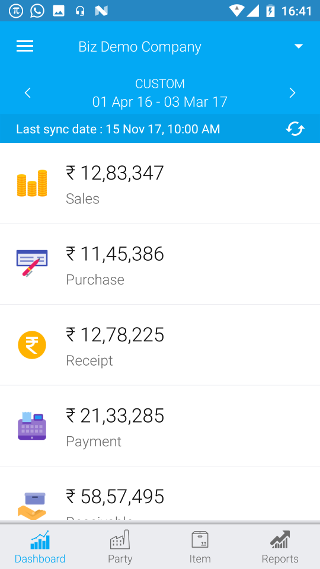 16:41
Biz Demo Company
CUSTOM
01 Apr 16 - 03 Mar 17
Last sync date : 15 Nov 17, 10:00 AM
₹ 12,83,347
Sales
₹ 11,45,386
Purchase
₹ 12,78,225
Receipt
₹ 21,33,285
Payment
₹ 58,57,495
Receivable
Dashboard
Party
Item
Reports